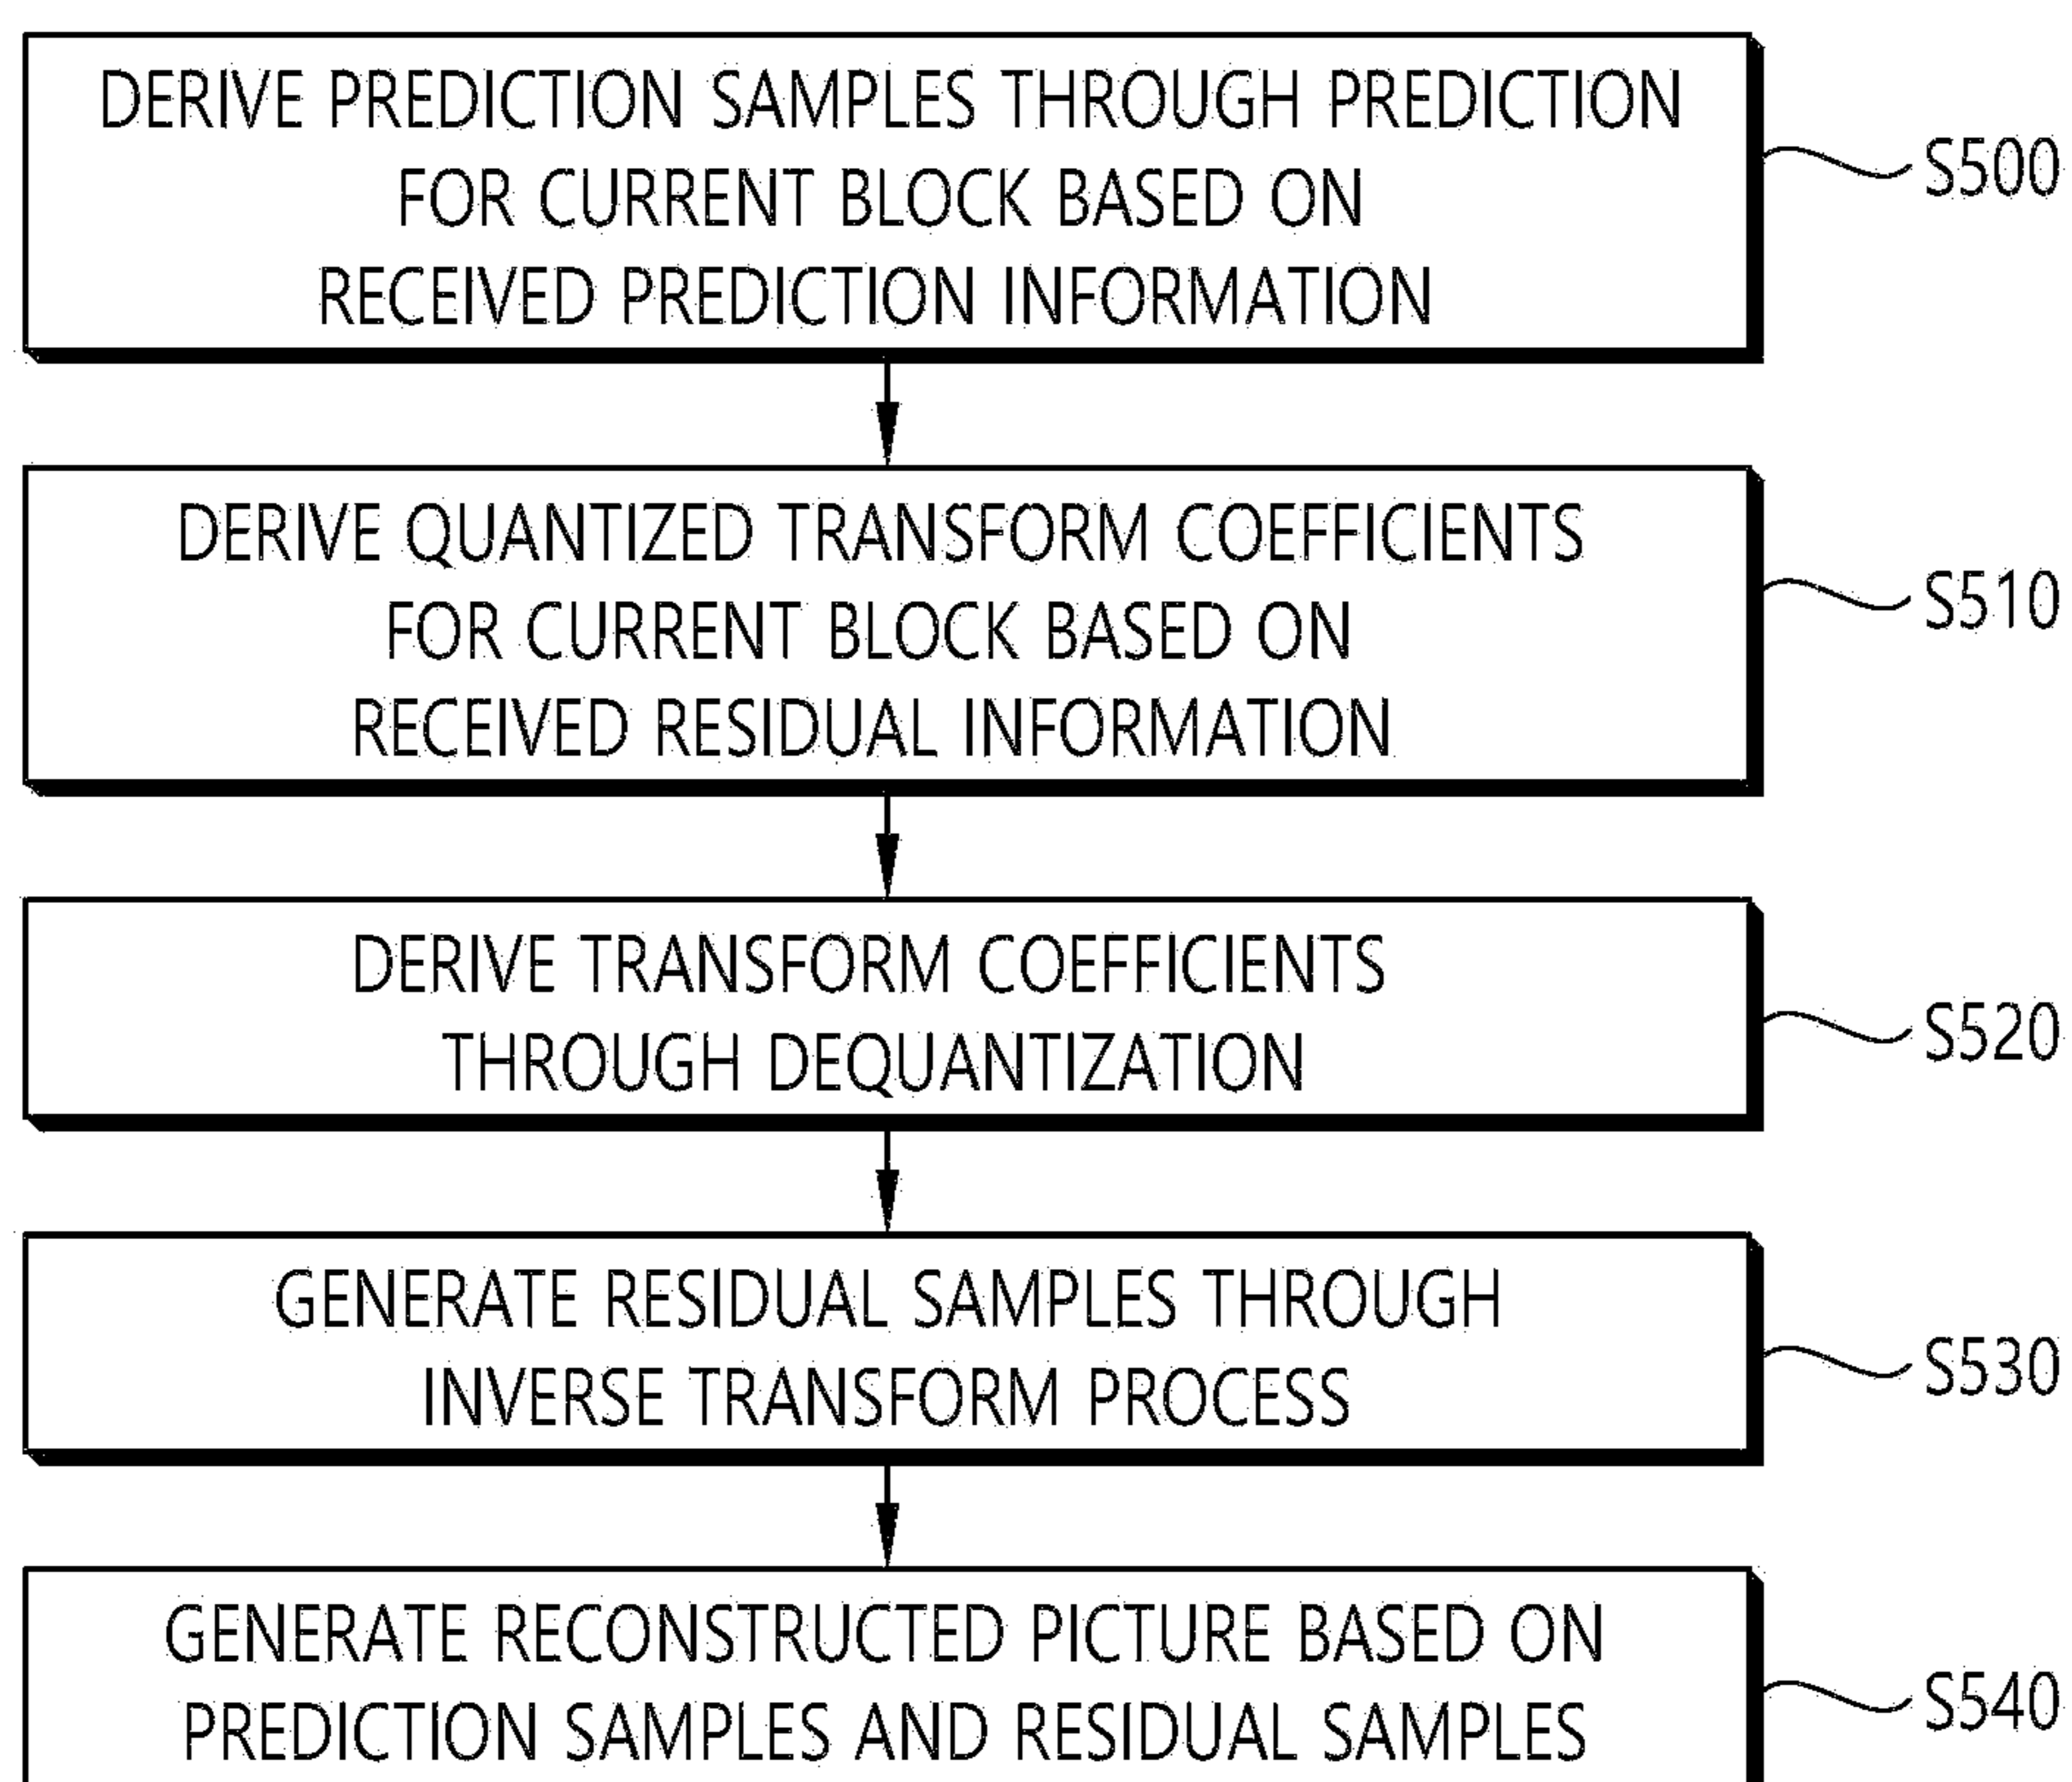 DERIVE PREDICTION SAMPLES THROUGH PREDICTION
FOR CURRENT BLOCK BASED ON
RECEIVED PREDICTION INFORMATION
S500
DERIVE QUANTIZED TRANSFORM COEFFICIENTS
FOR CURRENT BLOCK BASED ON
RECEIVED RESIDUAL INFORMATION
S510
DERIVE TRANSFORM COEFFICIENTS
THROUGH DEQUANTIZATION
S520
GENERATE RESIDUAL SAMPLES THROUGH
INVERSE TRANSFORM PROCESS
S530
GENERATE RECONSTRUCTED PICTURE BASED ON
PREDICTION SAMPLES AND RESIDUAL SAMPLES
S540